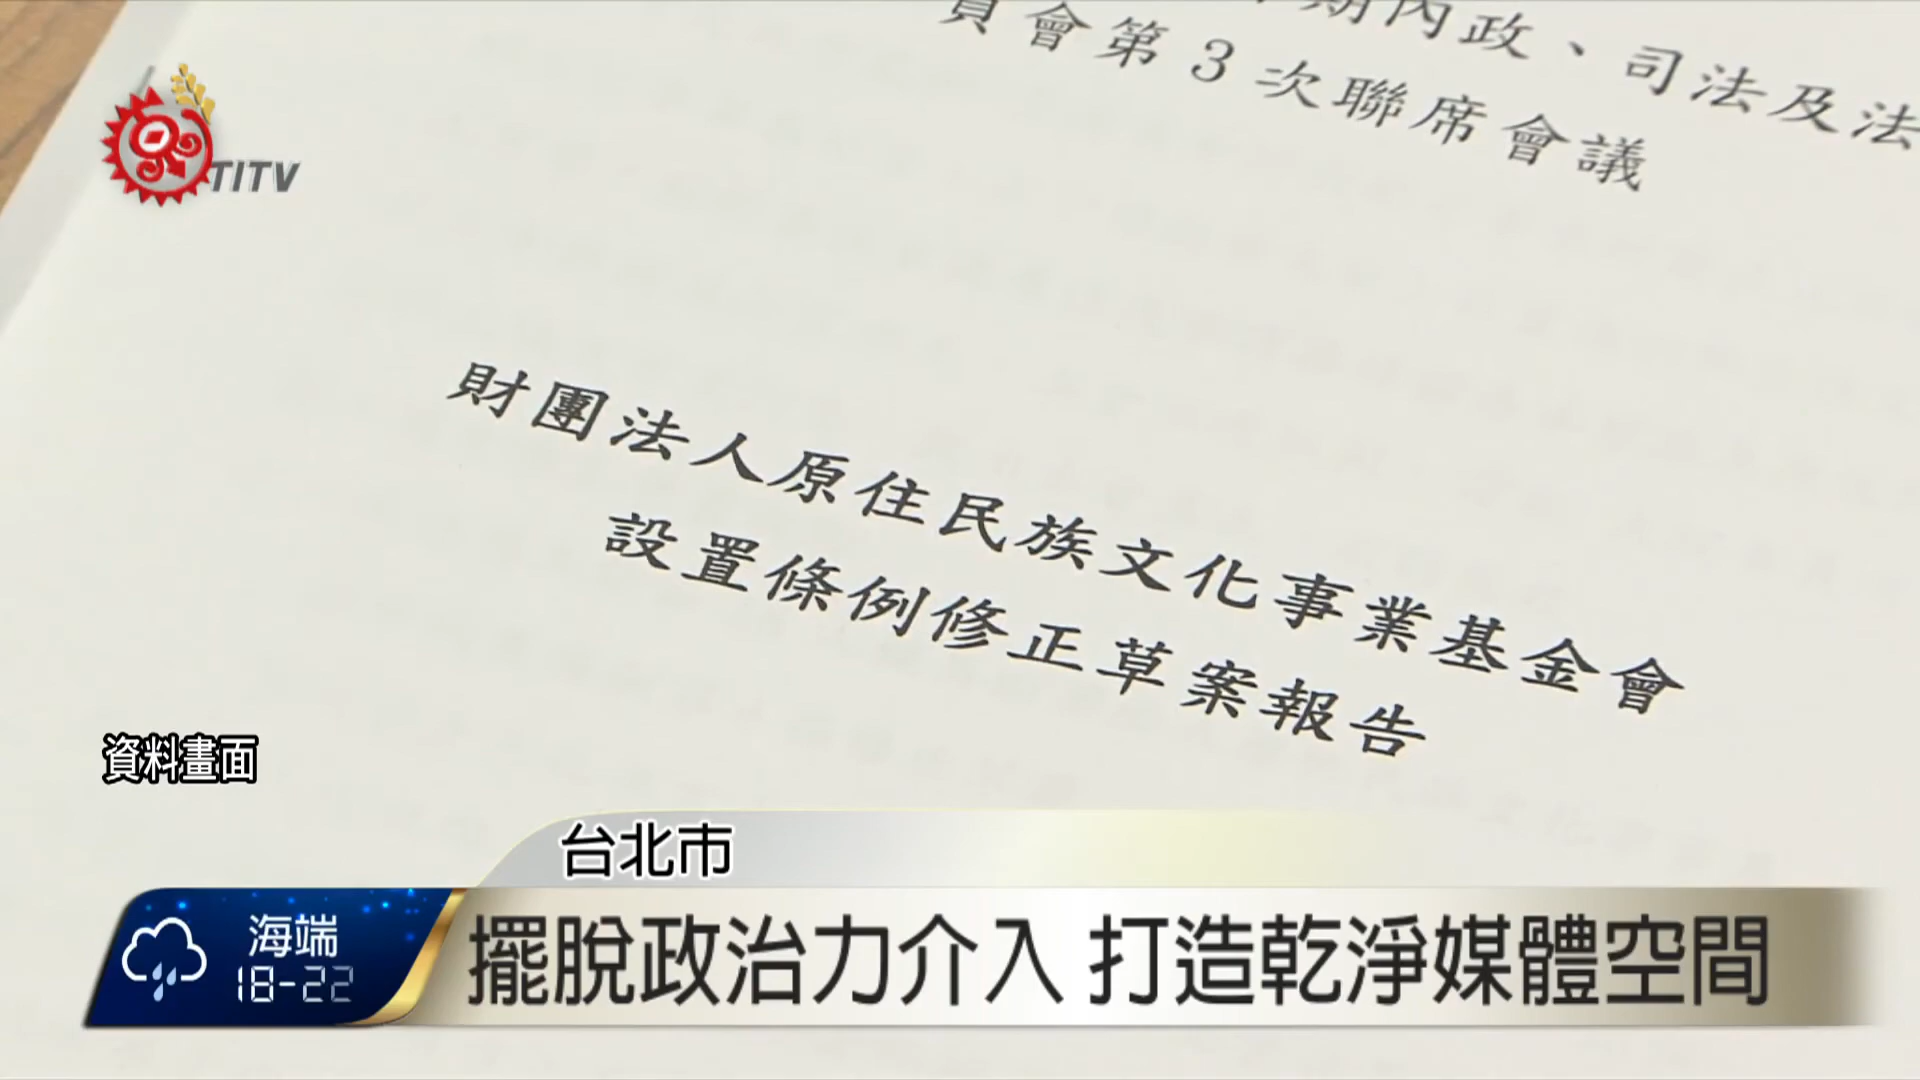 期內政、司法及法
員會第3次聯席會議
TITV
財團法人原住民族文化事業基金會
設置條例修正草案報告
資料畫面
台北市
海端
18-22
擺脫政治力介入 打造乾淨媒體空間